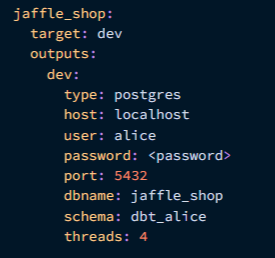 jaffle_shop:
  target: dev
  outputs:
    dev:
      type: postgres
      host: localhost
      user: alice
      password: <password>
      port: 5432
      dbname: jaffle_shop
      schema: dbt_alice
      threads: 4